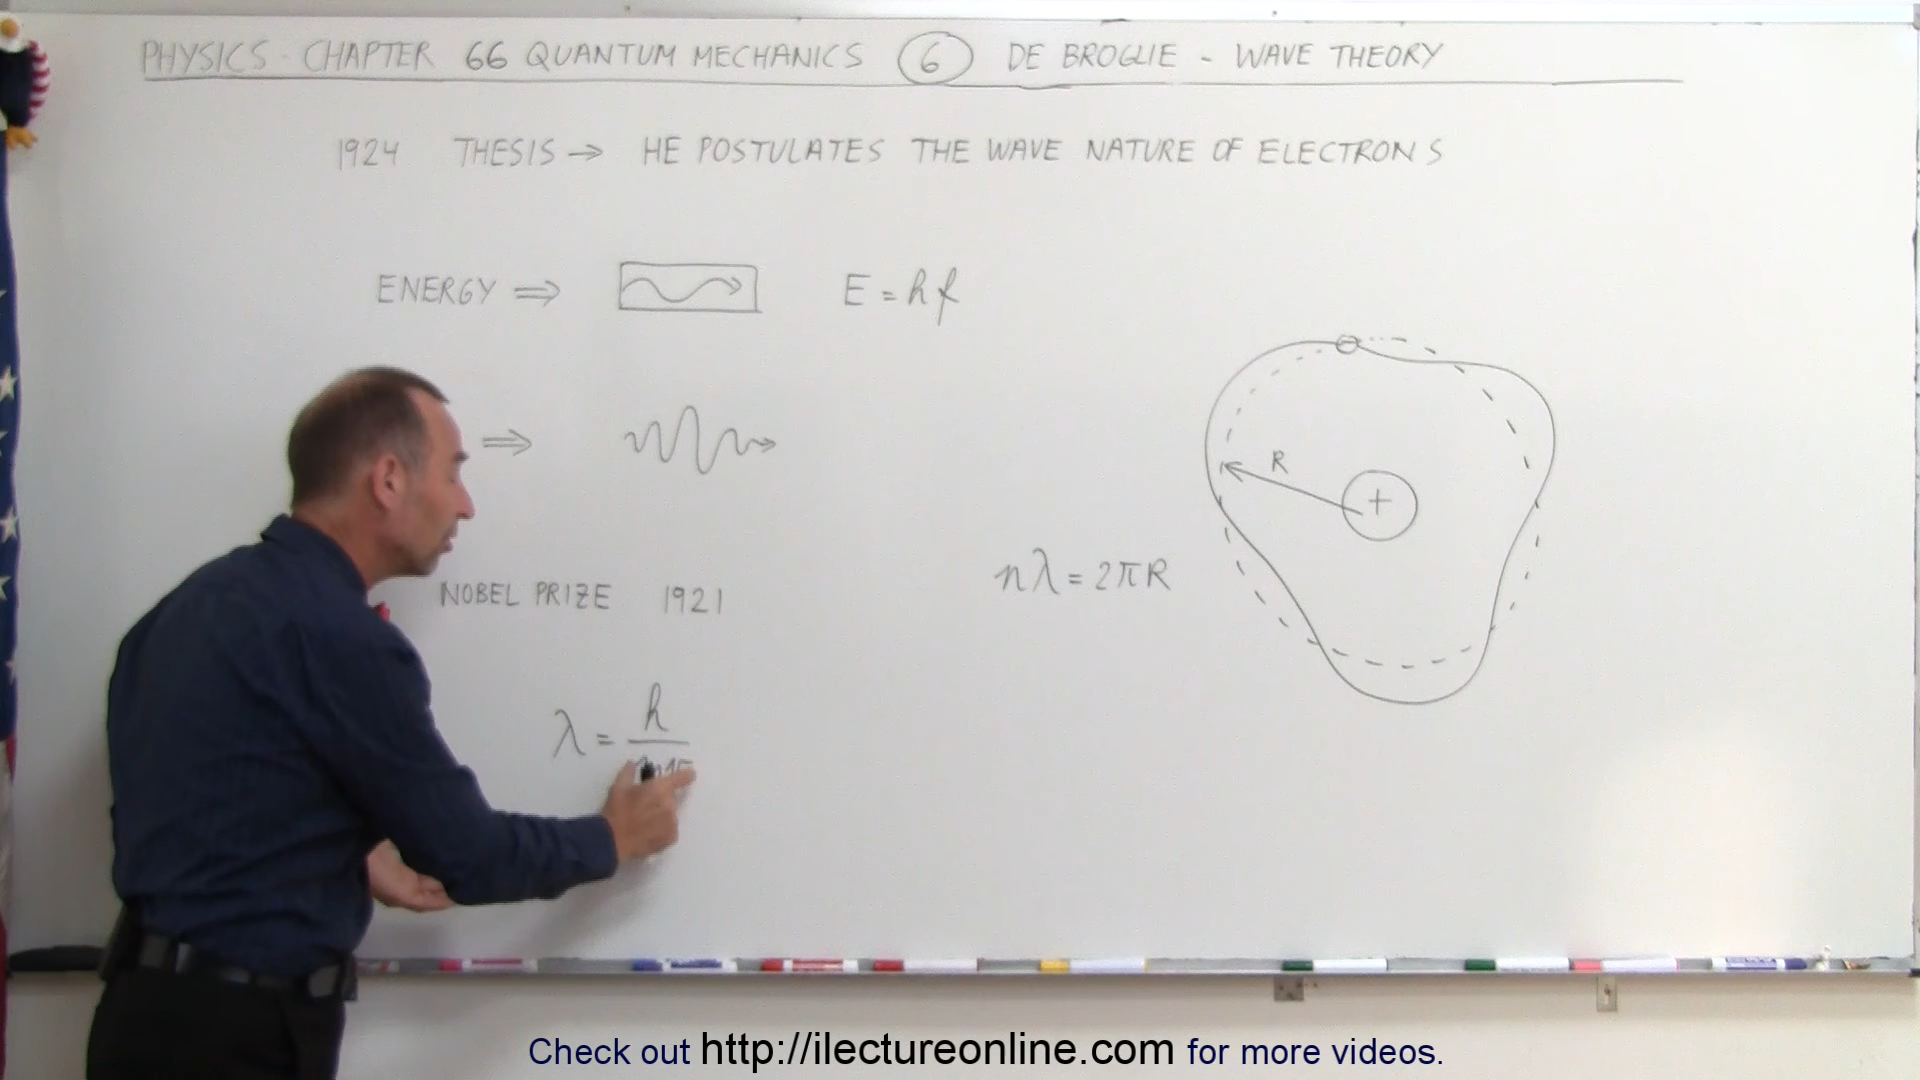 PHYSICS - CHAPTER 66 QUANTUM MECHANICS 6 DE BROGLIE - WAVE THEORY
1924 THESIS → HE POSTULATES THE WAVE NATURE OF ELECTRONS
ENERGY ⇒ E = hf
⇒
R
+
nλ = 2πR
NOBEL PRIZE 1921
λ = h
Check out http://ilectureonline.com for more videos.